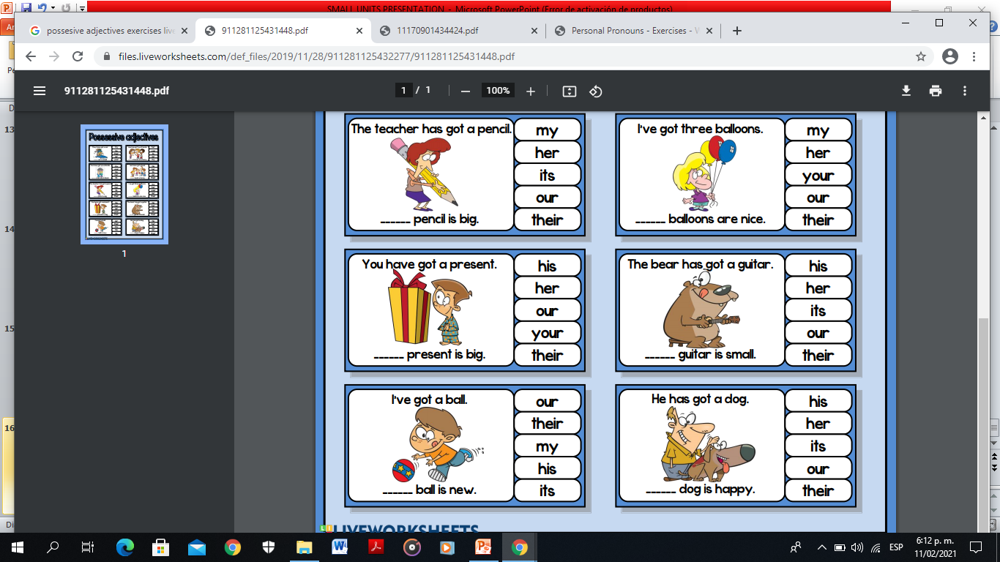 SMALL UNITS PRESENTATION - Microsoft PowerPoint (Error de activación de productos)
possesive adjectives exercises live
911281125431448.pdf
11170901434424.pdf
Personal Pronouns - Exercises - W
files.liveworksheets.com/def_files/2019/11/28/911281125432277/911281125431448.pdf
911281125431448.pdf
1 / 1
100%
Possessive adjectives
1
13
14
15
16
The teacher has got a pencil.
______ pencil is big.
my
her
its
our
their
I've got three balloons.
______ balloons are nice.
my
her
your
our
their
You have got a present.
______ present is big.
his
her
our
your
their
The bear has got a guitar.
______ guitar is small.
his
her
its
our
their
I've got a ball.
______ ball is new.
our
their
my
his
its
He has got a dog.
______ dog is happy.
his
her
its
our
their
LIVEWORKSHEETS
ESP
6:12 p. m.
11/02/2021